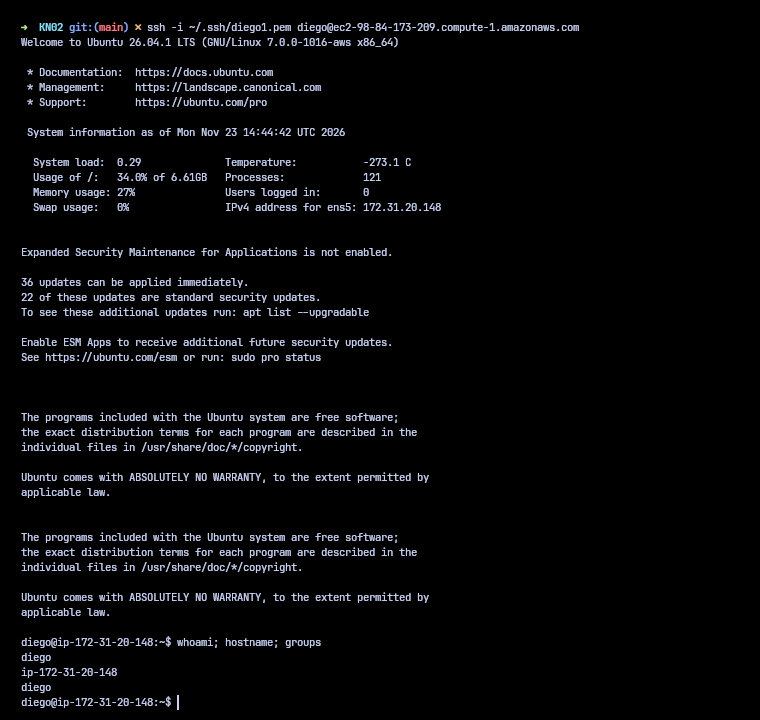 ➜  KN02 git:(main) ✗ ssh -i ~/.ssh/diego1.pem diego@ec2-98-84-173-209.compute-1.amazonaws.com
Welcome to Ubuntu 26.04.1 LTS (GNU/Linux 7.0.0-1016-aws x86_64)
* Documentation:  https://docs.ubuntu.com
* Management:     https://landscape.canonical.com
* Support:        https://ubuntu.com/pro
System information as of Mon Nov 23 14:44:42 UTC 2026
System load:  0.29              Temperature:           -273.1 C
Usage of /:   34.0% of 6.61GB   Processes:             121
Memory usage: 27%               Users logged in:       0
Swap usage:   0%                IPv4 address for ens5: 172.31.20.148
Expanded Security Maintenance for Applications is not enabled.
36 updates can be applied immediately.
22 of these updates are standard security updates.
To see these additional updates run: apt list --upgradable
Enable ESM Apps to receive additional future security updates.
See https://ubuntu.com/esm or run: sudo pro status
The programs included with the Ubuntu system are free software;
the exact distribution terms for each program are described in the
individual files in /usr/share/doc/*/copyright.
Ubuntu comes with ABSOLUTELY NO WARRANTY, to the extent permitted by
applicable law.
The programs included with the Ubuntu system are free software;
the exact distribution terms for each program are described in the
individual files in /usr/share/doc/*/copyright.
Ubuntu comes with ABSOLUTELY NO WARRANTY, to the extent permitted by
applicable law.
diego@ip-172-31-20-148:~$ whoami; hostname; groups
diego
ip-172-31-20-148
diego
diego@ip-172-31-20-148:~$